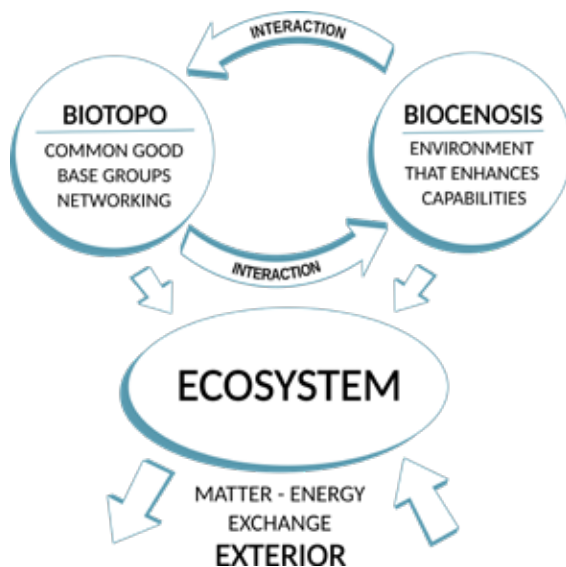 INTERACTION
BIOTOPO
COMMON GOOD
BASE GROUPS
NETWORKING
BIOCENOSIS
ENVIRONMENT
THAT ENHANCES
CAPABILITIES
INTERACTION
ECOSYSTEM
MATTER - ENERGY
EXCHANGE
EXTERIOR